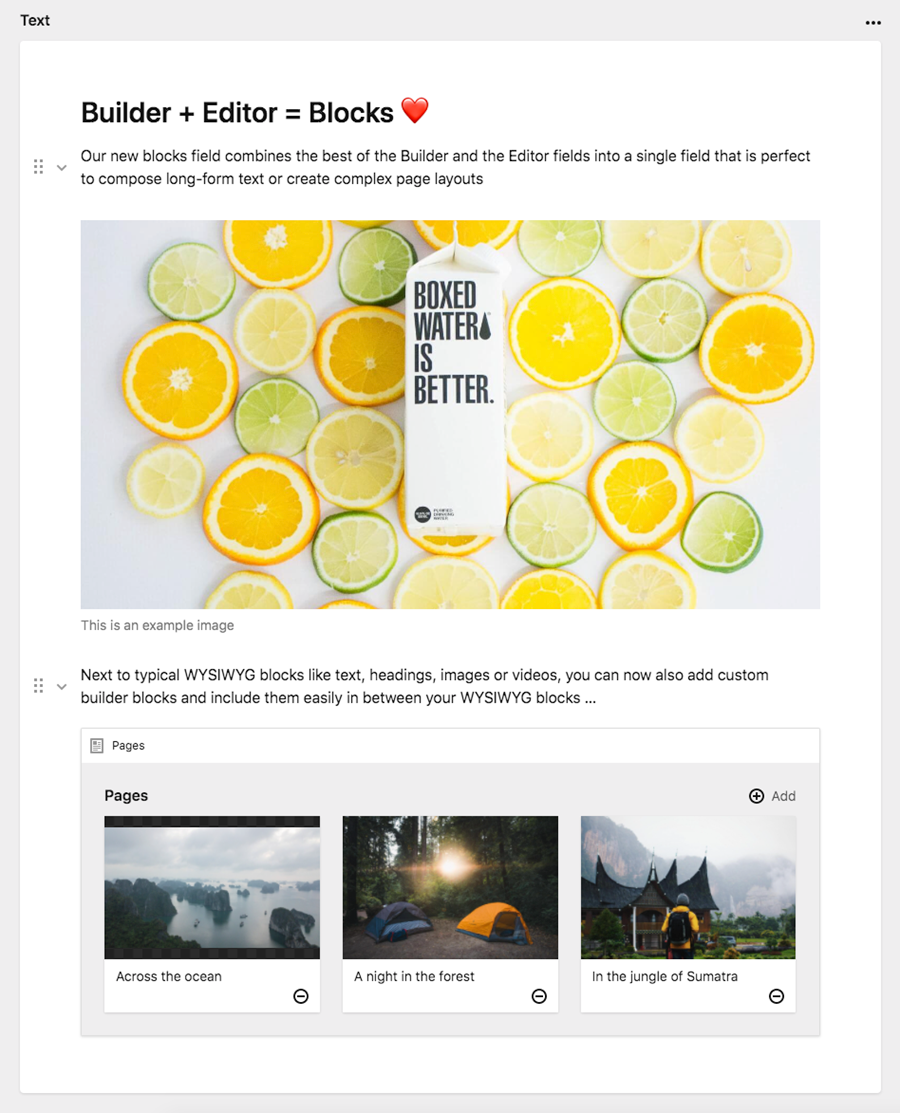 Text
Builder + Editor = Blocks ❤️
Our new blocks field combines the best of the Builder and the Editor fields into a single field that is perfect
to compose long-form text or create complex page layouts
BOXED
WATER
IS
BETTER.
This is an example image
Next to typical WYSIWYG blocks like text, headings, images or videos, you can now also add custom
builder blocks and include them easily in between your WYSIWYG blocks ...
Pages
Pages
Add
Across the ocean
A night in the forest
In the jungle of Sumatra